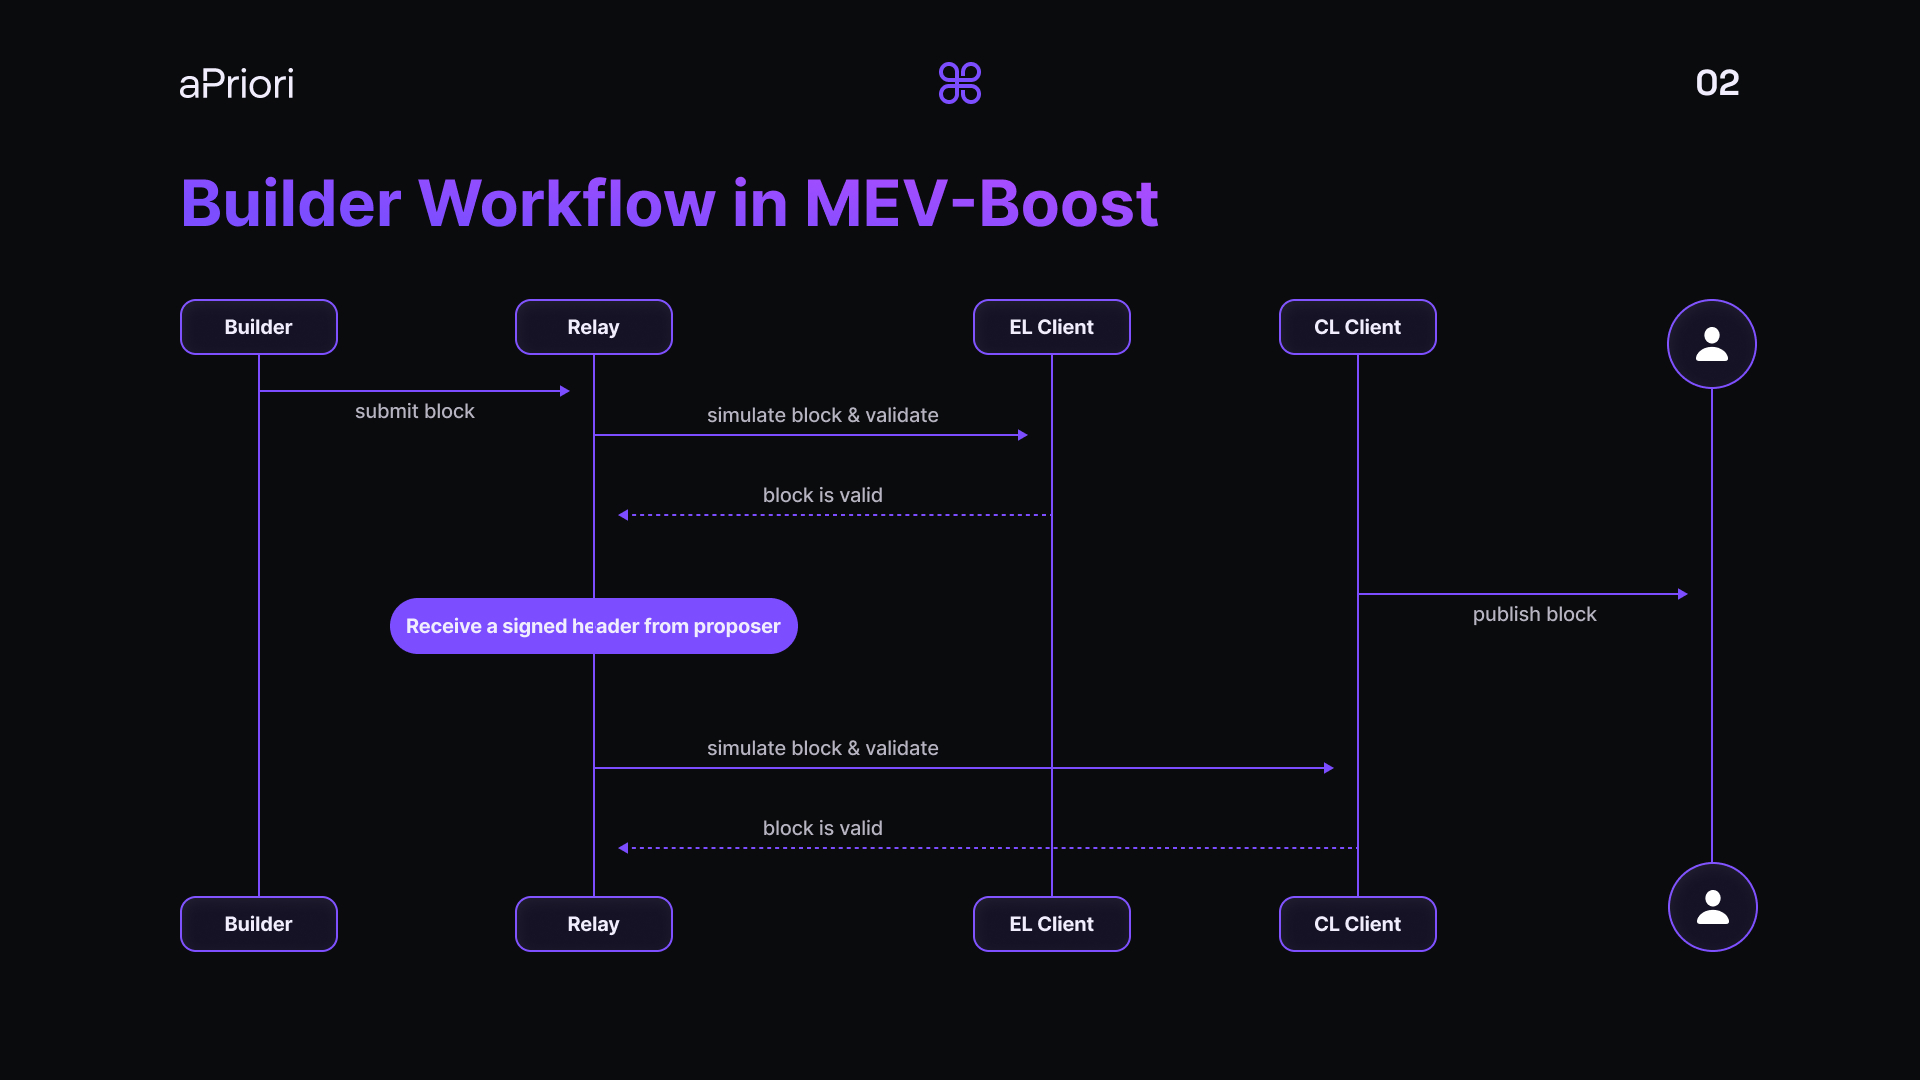 aPriori
02
Builder Workflow in MEV-Boost
Builder
Relay
EL Client
CL Client
submit block
simulate block & validate
block is valid
publish block
Receive a signed header from proposer
simulate block & validate
block is valid
Builder
Relay
EL Client
CL Client